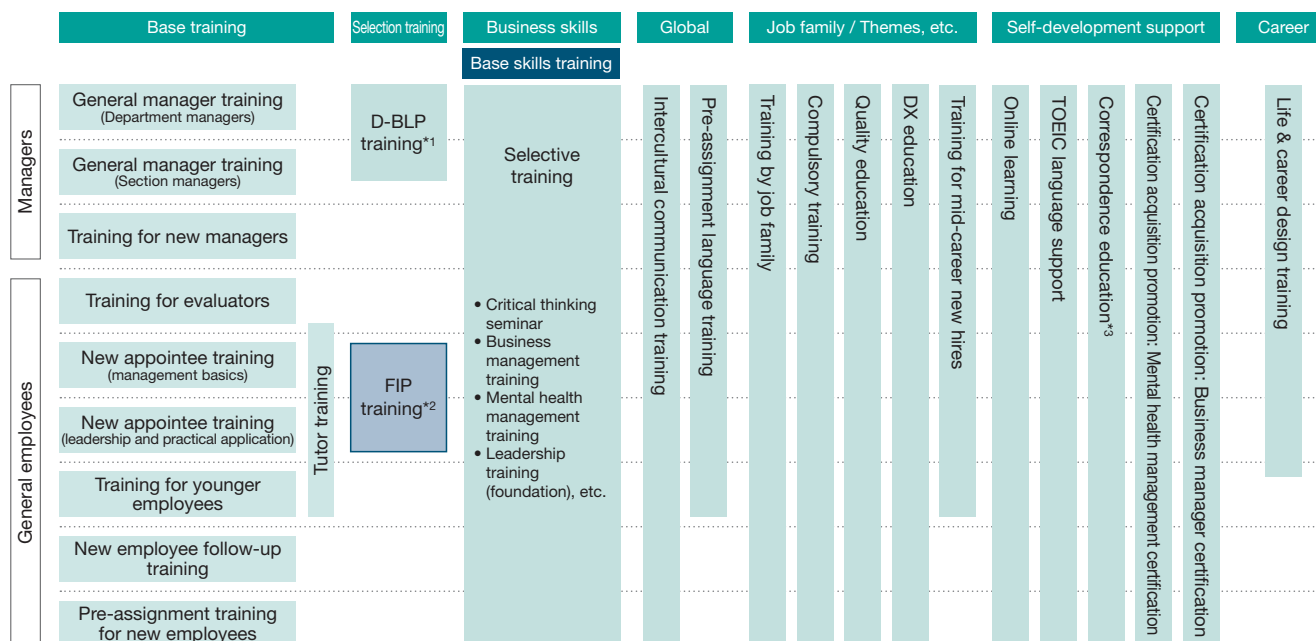 Base training
Selection training
Business skills
Global
Job family / Themes, etc.
Self-development support
Career
Base skills training
Managers
General employees
General manager training
(Department managers)
General manager training
(Section managers)
Training for new managers
Training for evaluators
New appointee training
(management basics)
New appointee training
(leadership and practical application)
Training for younger
employees
New employee follow-up
training
Pre-assignment training
for new employees
Tutor training
D-BLP
training*1
FIP
training*2
Selective
training
• Critical thinking
seminar
• Business
management
training
• Mental health
management
training
• Leadership
training
(foundation), etc.
Intercultural communication training
Pre-assignment language training
Training by job family
Compulsory training
Quality education
DX education
Training for mid-career new hires
Online learning
TOEIC language support
Correspondence education*3
Certification acquisition promotion: Mental health management certification
Certification acquisition promotion: Business manager certification
Life & career design training